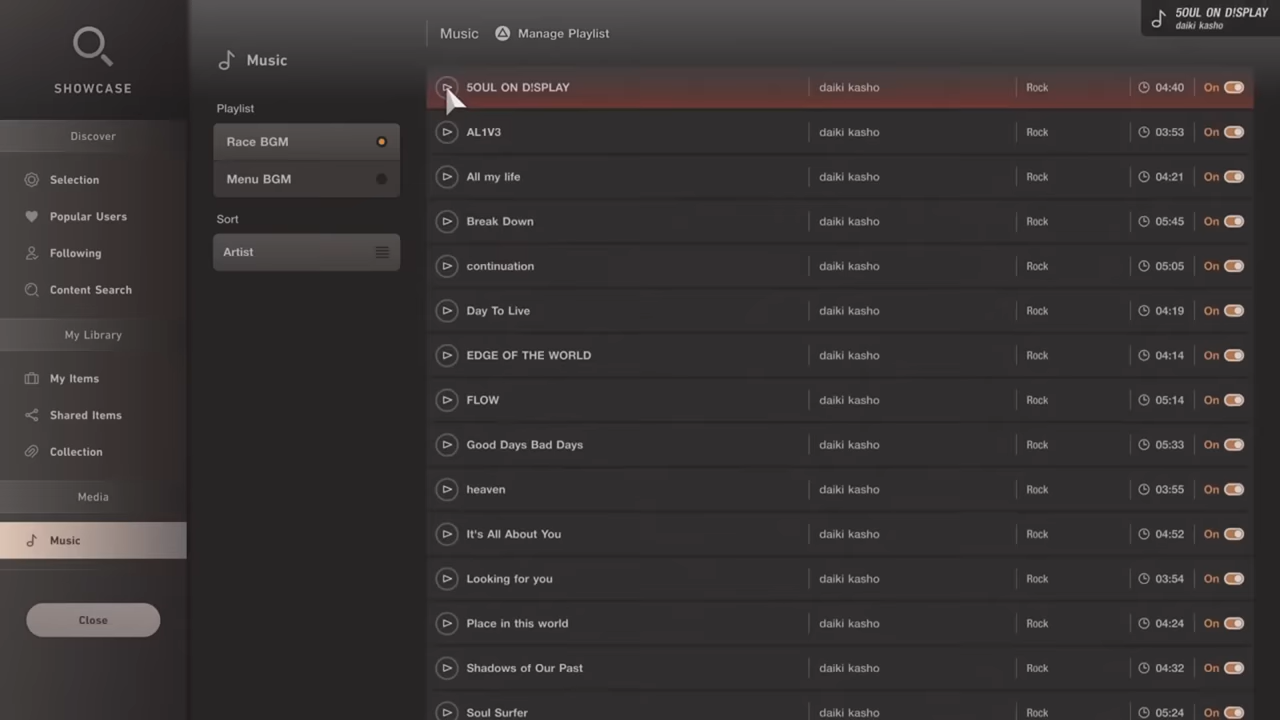 SHOWCASE
Discover
Selection
Popular Users
Following
Content Search
My Library
My Items
Shared Items
Collection
Media
Music
Close
Music
Playlist
Race BGM
Menu BGM
Sort
Artist
Music Manage Playlist
5OUL ON D!SPLAY
daiki kasho
5OUL ON D!SPLAY daiki kasho Rock 04:40 On
AL1V3 daiki kasho Rock 03:53 On
All my life daiki kasho Rock 04:21 On
Break Down daiki kasho Rock 05:45 On
continuation daiki kasho Rock 05:05 On
Day To Live daiki kasho Rock 04:19 On
EDGE OF THE WORLD daiki kasho Rock 04:14 On
FLOW daiki kasho Rock 05:14 On
Good Days Bad Days daiki kasho Rock 05:33 On
heaven daiki kasho Rock 03:55 On
It's All About You daiki kasho Rock 04:52 On
Looking for you daiki kasho Rock 03:54 On
Place in this world daiki kasho Rock 04:24 On
Shadows of Our Past daiki kasho Rock 04:32 On
Soul Surfer daiki kasho Rock 05:24 On